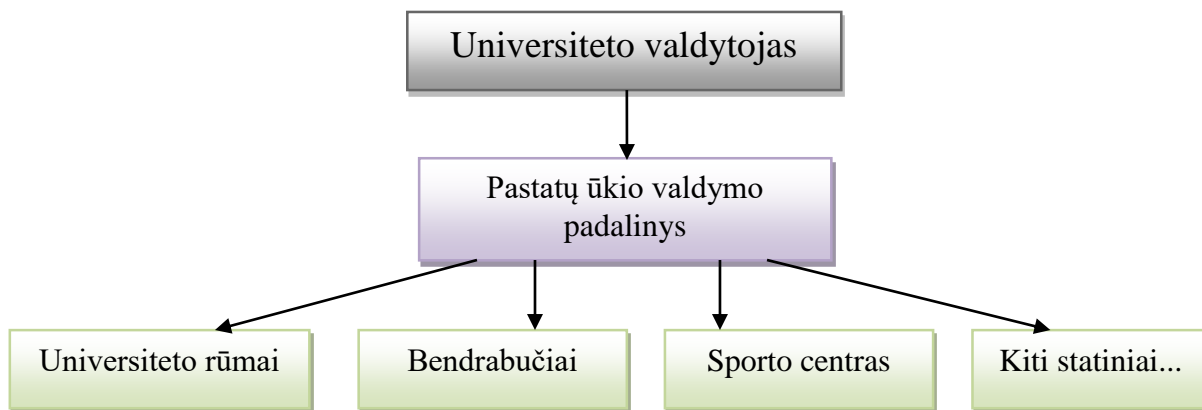 Universiteto valdytojas
Pastatų ūkio valdymo
padalinys
Universiteto rūmai
Bendrabučiai
Sporto centras
Kiti statiniai...